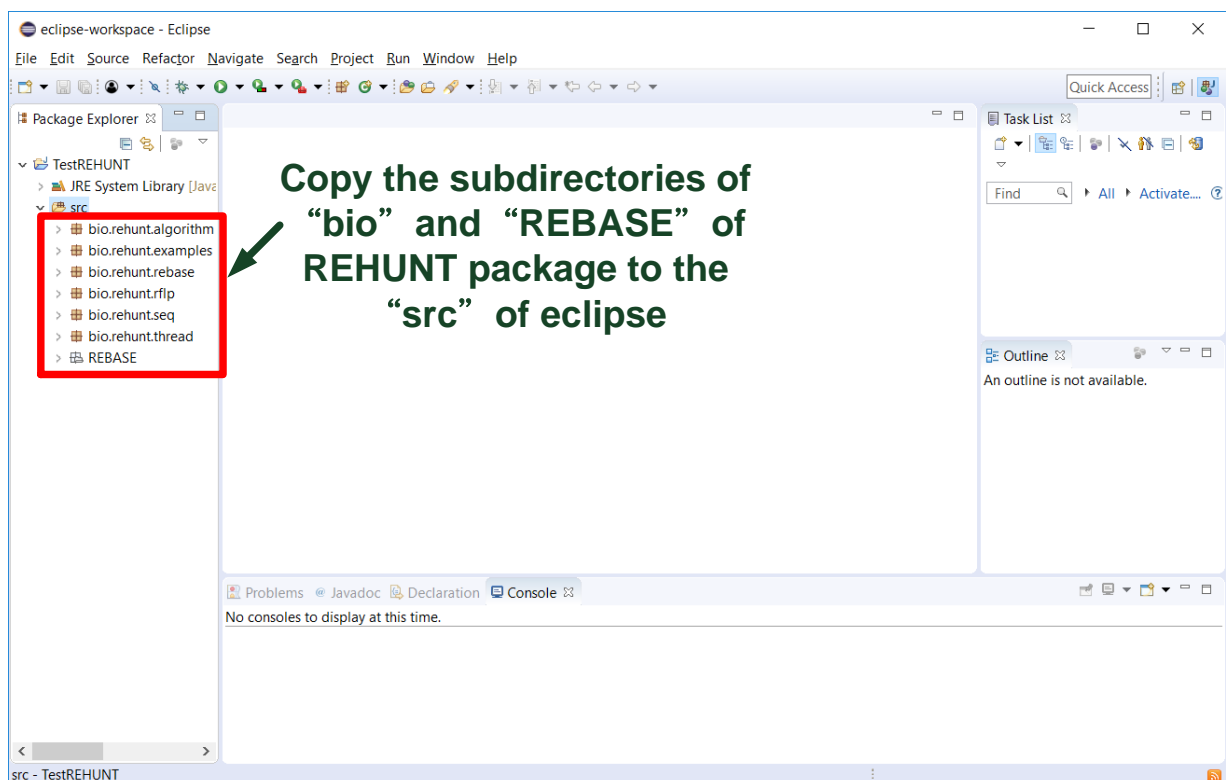 eclipse-workspace - Eclipse
File Edit Source Refactor Navigate Search Project Run Window Help
Quick Access
Package Explorer
TestREHUNT
JRE System Library [Java
src
bio.rehunt.algorithm
bio.rehunt.examples
bio.rehunt.rebase
bio.rehunt.rflp
bio.rehunt.seq
bio.rehunt.thread
REBASE
Copy the subdirectories of
“bio” and “REBASE” of
REHUNT package to the
“src” of eclipse
Task List
Find All Activate...
Outline
An outline is not available.
Problems @ Javadoc Declaration Console
No consoles to display at this time.
src - TestREHUNT